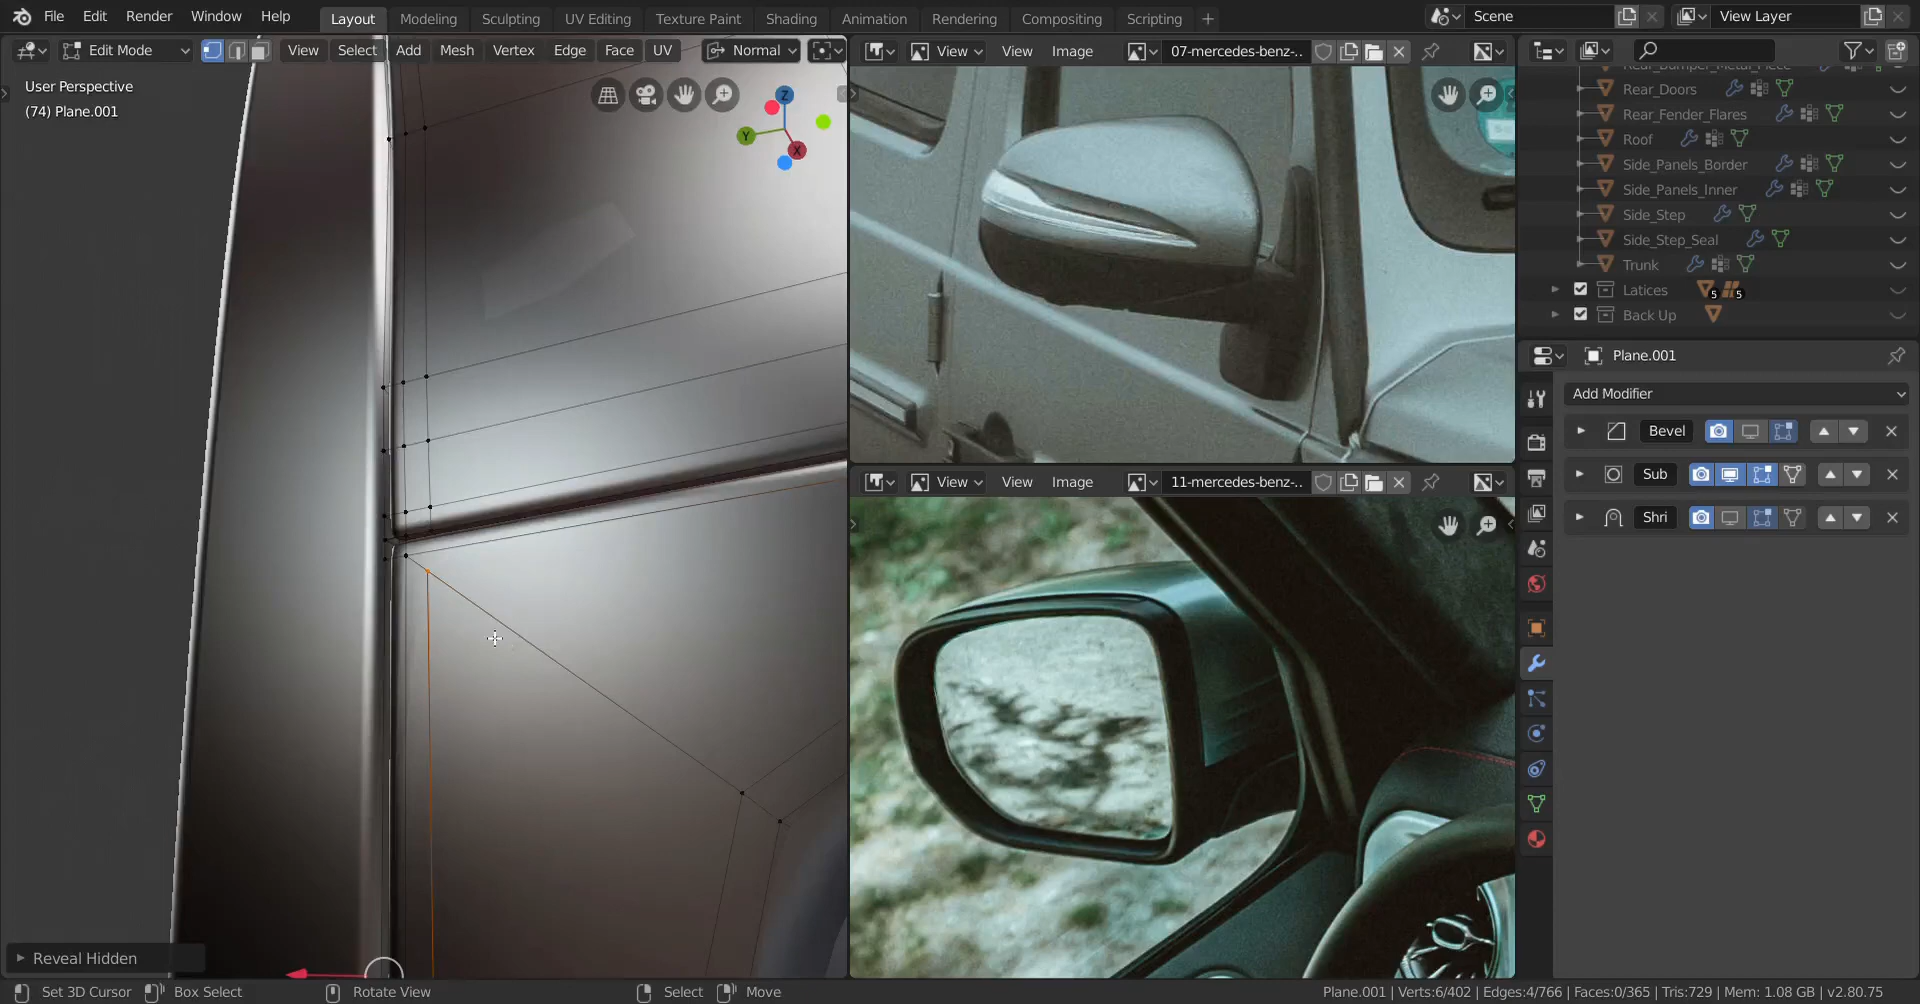 File Edit Render Window Help
Layout Modeling Sculpting UV Editing Texture Paint Shading Animation Rendering Compositing Scripting
Scene
View Layer
Edit Mode
View Select Add Mesh Vertex Edge Face UV
Normal
User Perspective
(74) Plane.001
Z
Y
X
Reveal Hidden
View View Image
07-mercedes-benz-..
View View Image
11-mercedes-benz-..
Rear_Bumper_Metal_Piece
Rear_Doors
Rear_Fender_Flares
Roof
Side_Panels_Border
Side_Panels_Inner
Side_Step
Side_Step_Seal
Trunk
Latices 5 5
Back Up
Plane.001
Add Modifier
Bevel
Sub
Shri
Set 3D Cursor Box Select Rotate View Select Move
Plane.001 | Verts:6/402 | Edges:4/766 | Faces:0/365 | Tris:729 | Mem: 1.08 GB | v2.80.75